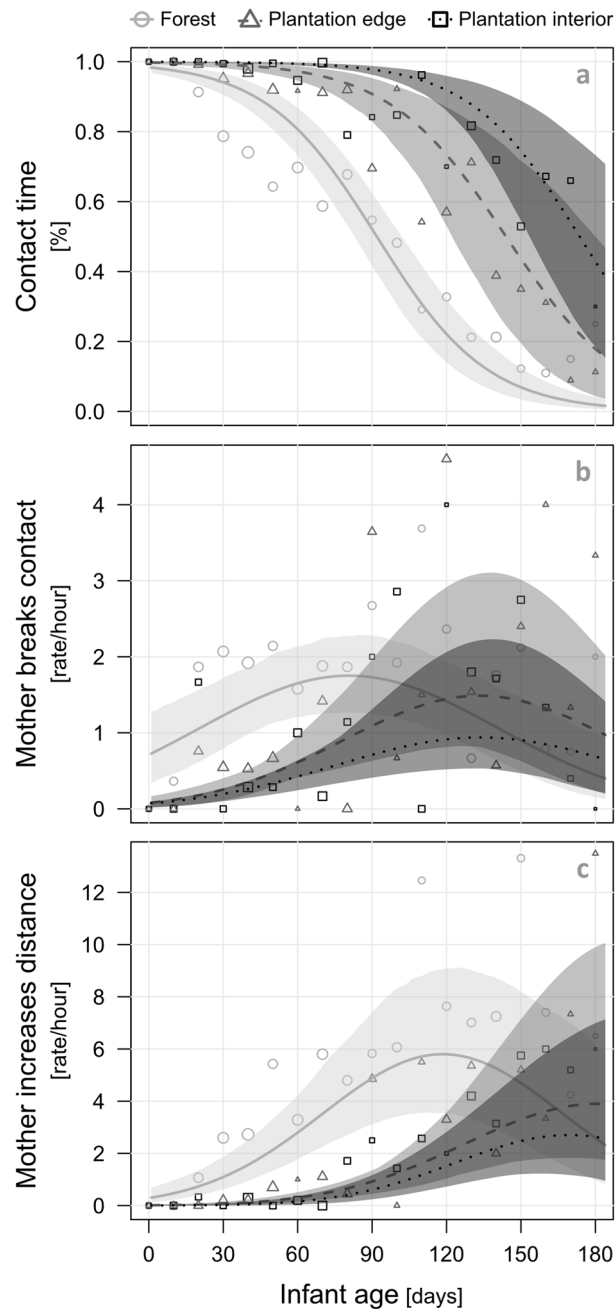 Forest Plantation edge Plantation interior
a
1.0
0.8
0.6
0.4
0.2
0.0
Contact time
[%]
b
4
3
2
1
0
Mother breaks contact
[rate/hour]
c
12
10
8
6
4
2
0
Mother increases distance
[rate/hour]
0 30 60 90 120 150 180
Infant age [days]